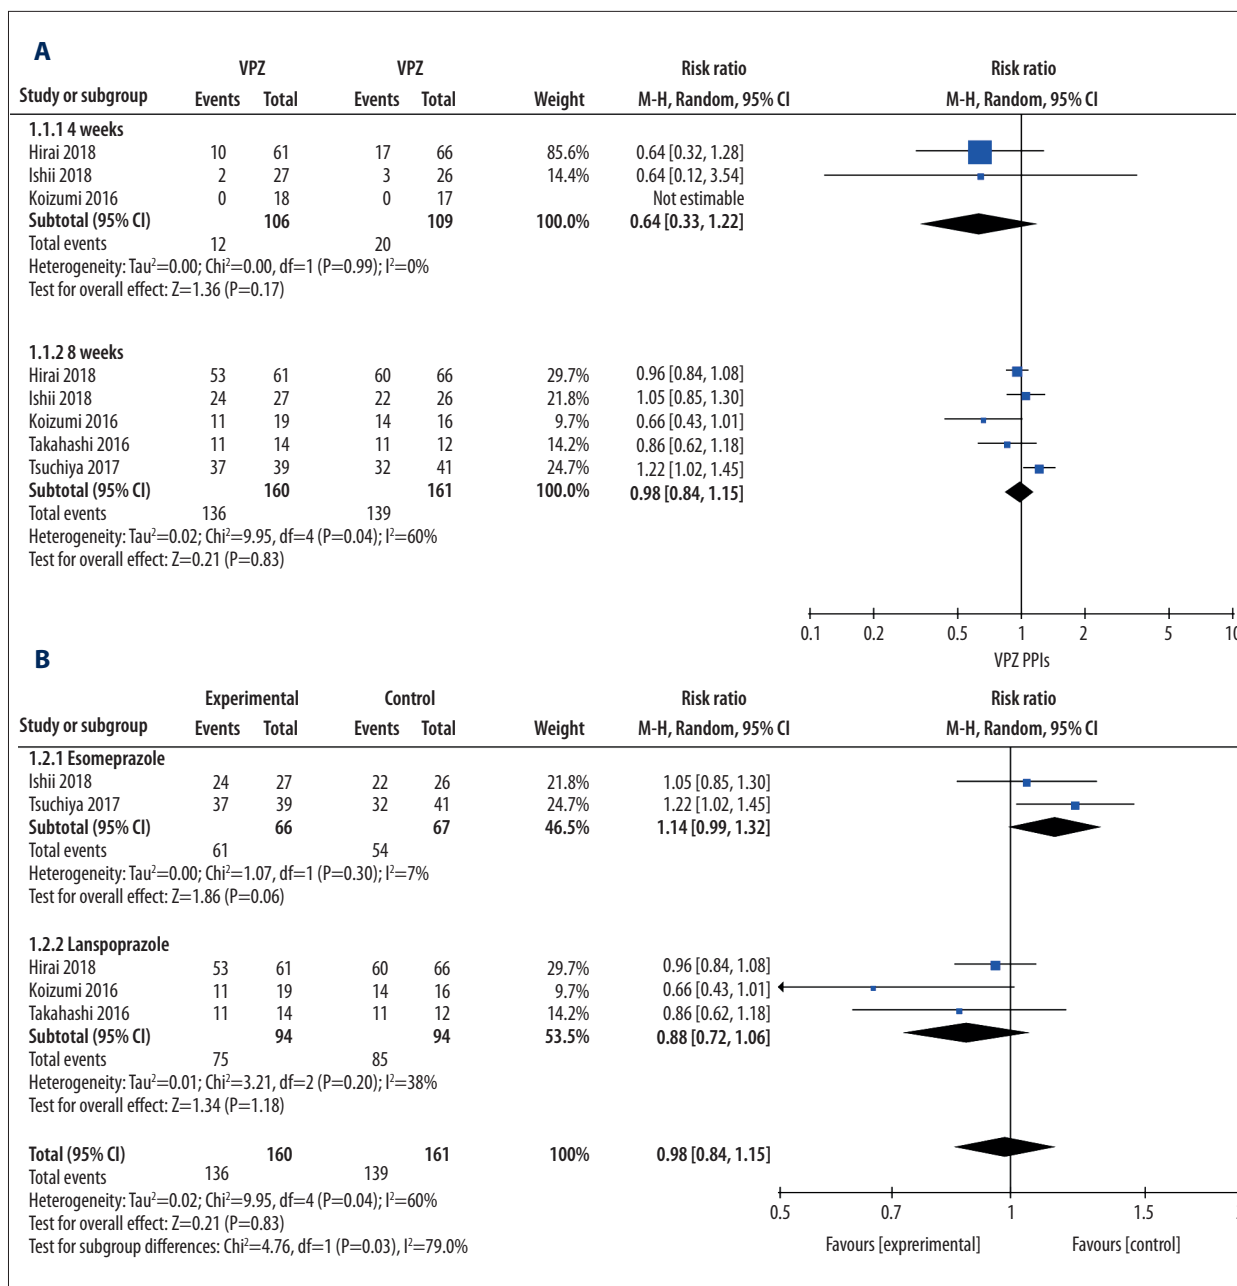 A
VPZ VPZ Risk ratio Risk ratio
Study or subgroup Events Total Events Total Weight M-H, Random, 95% CI M-H, Random, 95% CI
1.1.1 4 weeks
Hirai 2018 10 61 17 66 85.6% 0.64 [0.32, 1.28]
Ishii 2018 2 27 3 26 14.4% 0.64 [0.12, 3.54]
Koizumi 2016 0 18 0 17 Not estimable
Subtotal (95% CI) 106 109 100.0% 0.64 [0.33, 1.22]
Total events 12 20
Heterogeneity: Tau²=0.00; Chi²=0.00, df=1 (P=0.99); I²=0%
Test for overall effect: Z=1.36 (P=0.17)
1.1.2 8 weeks
Hirai 2018 53 61 60 66 29.7% 0.96 [0.84, 1.08]
Ishii 2018 24 27 22 26 21.8% 1.05 [0.85, 1.30]
Koizumi 2016 11 19 14 16 9.7% 0.66 [0.43, 1.01]
Takahashi 2016 11 14 11 12 14.2% 0.86 [0.62, 1.18]
Tsuchiya 2017 37 39 32 41 24.7% 1.22 [1.02, 1.45]
Subtotal (95% CI) 160 161 100.0% 0.98 [0.84, 1.15]
Total events 136 139
Heterogeneity: Tau²=0.02; Chi²=9.95, df=4 (P=0.04); I²=60%
Test for overall effect: Z=0.21 (P=0.83)
0.1 0.2 0.5 1 2 5 10
VPZ PPIs
B
Experimental Control Risk ratio Risk ratio
Study or subgroup Events Total Events Total Weight M-H, Random, 95% CI M-H, Random, 95% CI
1.2.1 Esomeprazole
Ishii 2018 24 27 22 26 21.8% 1.05 [0.85, 1.30]
Tsuchiya 2017 37 39 32 41 24.7% 1.22 [1.02, 1.45]
Subtotal (95% CI) 66 67 46.5% 1.14 [0.99, 1.32]
Total events 61 54
Heterogeneity: Tau²=0.00; Chi²=1.07, df=1 (P=0.30); I²=7%
Test for overall effect: Z=1.86 (P=0.06)
1.2.2 Lanspoprazole
Hirai 2018 53 61 60 66 29.7% 0.96 [0.84, 1.08]
Koizumi 2016 11 19 14 16 9.7% 0.66 [0.43, 1.01]
Takahashi 2016 11 14 11 12 14.2% 0.86 [0.62, 1.18]
Subtotal (95% CI) 94 94 53.5% 0.88 [0.72, 1.06]
Total events 75 85
Heterogeneity: Tau²=0.01; Chi²=3.21, df=2 (P=0.20); I²=38%
Test for overall effect: Z=1.34 (P=1.18)
Total (95% CI) 160 161 100% 0.98 [0.84, 1.15]
Total events 136 139
Heterogeneity: Tau²=0.02; Chi²=9.95, df=4 (P=0.04); I²=60%
Test for overall effect: Z=0.21 (P=0.83)
Test for subgroup differences: Chi²=4.76, df=1 (P=0.03), I²=79.0%
0.5 0.7 1 1.5
Favours [exprerimental] Favours [control]